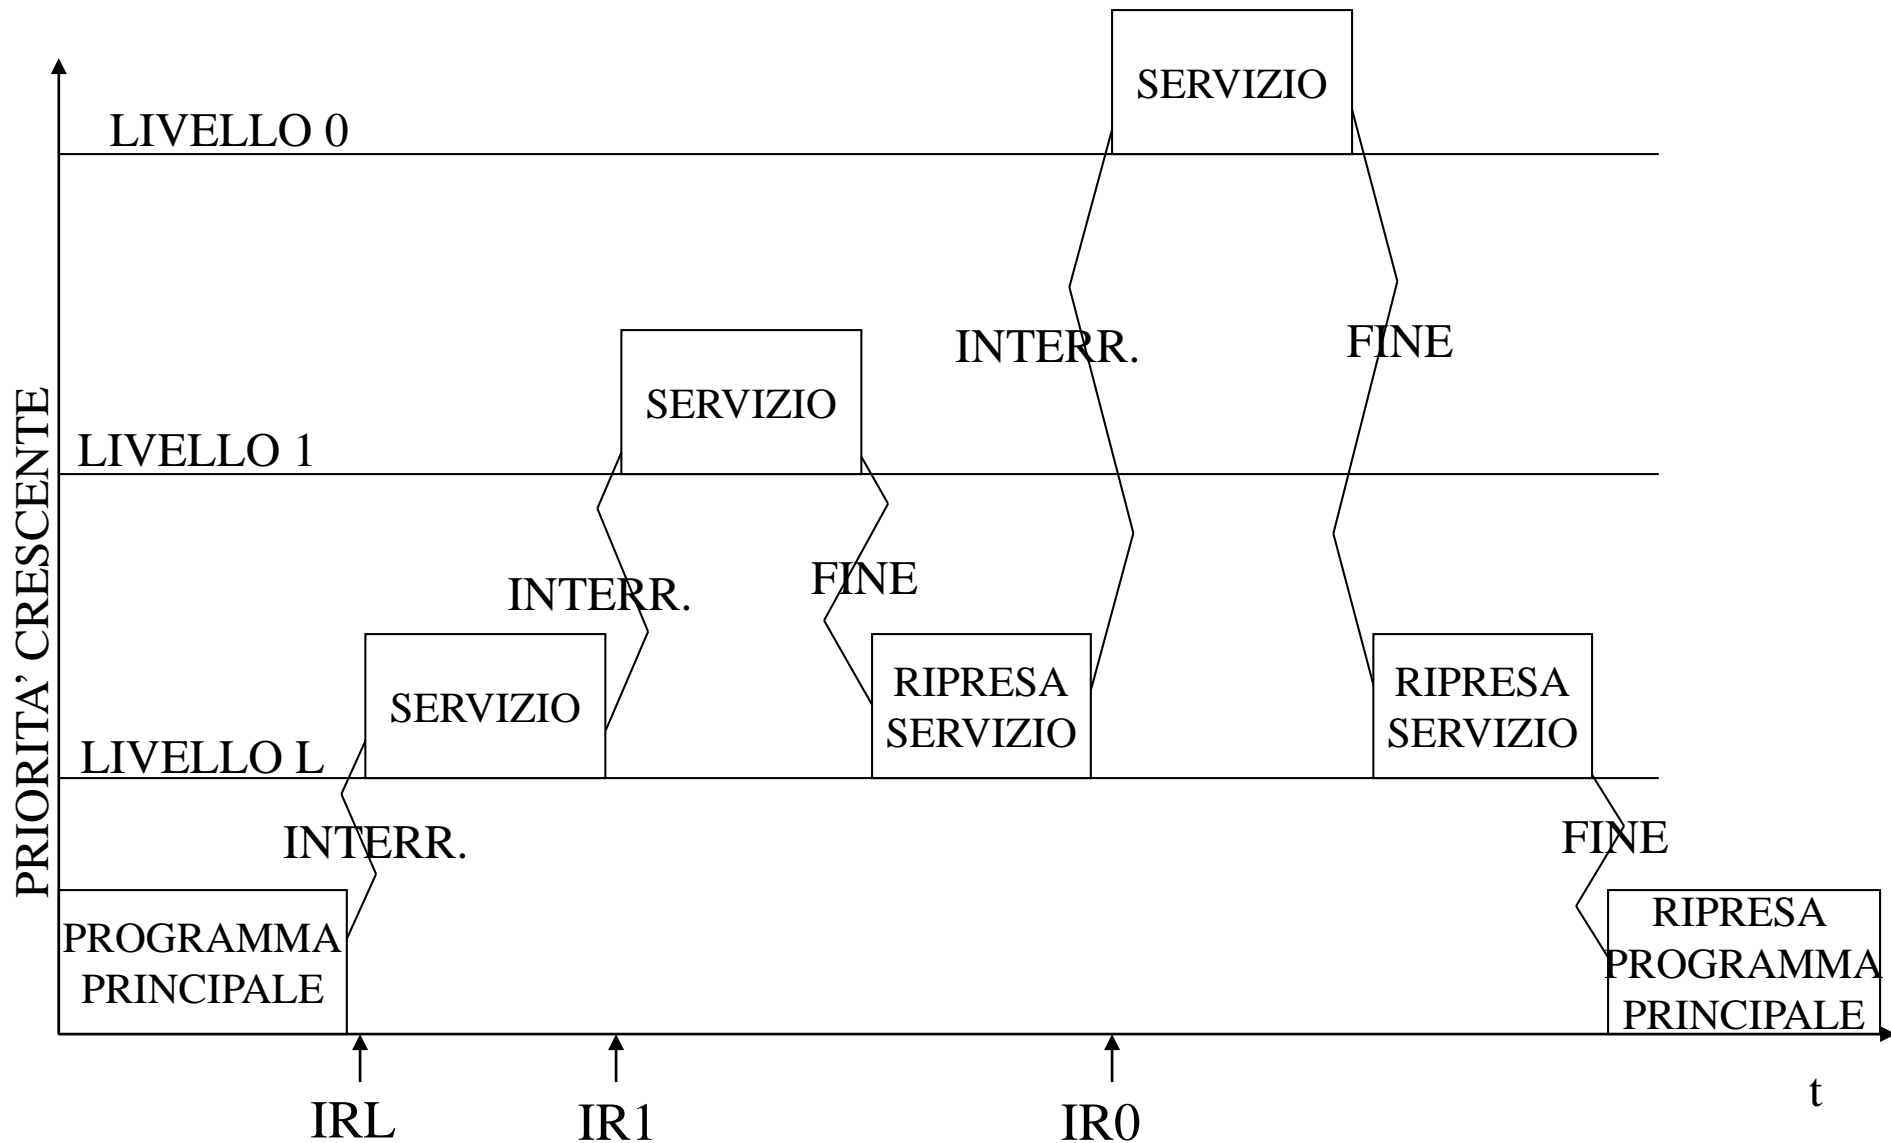 SERVIZIO
LIVELLO 0
INTERR.
FINE
SERVIZIO
LIVELLO 1
PRIORITA’ CRESCENTE
INTERR.
FINE
SERVIZIO
RIPRESA
SERVIZIO
RIPRESA
SERVIZIO
LIVELLO L
INTERR.
FINE
PROGRAMMA
PRINCIPALE
RIPRESA
PROGRAMMA
PRINCIPALE
IRL
IR1
IR0
t